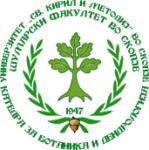 УНИВЕРЗИТЕТ "СВ. КИРИЛ И МЕТОДИЈ" ВО СКОПЈЕ
ШУМАРСКИ ФАКУЛТЕТ ВО СКОПЈЕ
1947
КАТЕДРА ЗА БОТАНИКА И ДЕНДРОЛОГИЈА